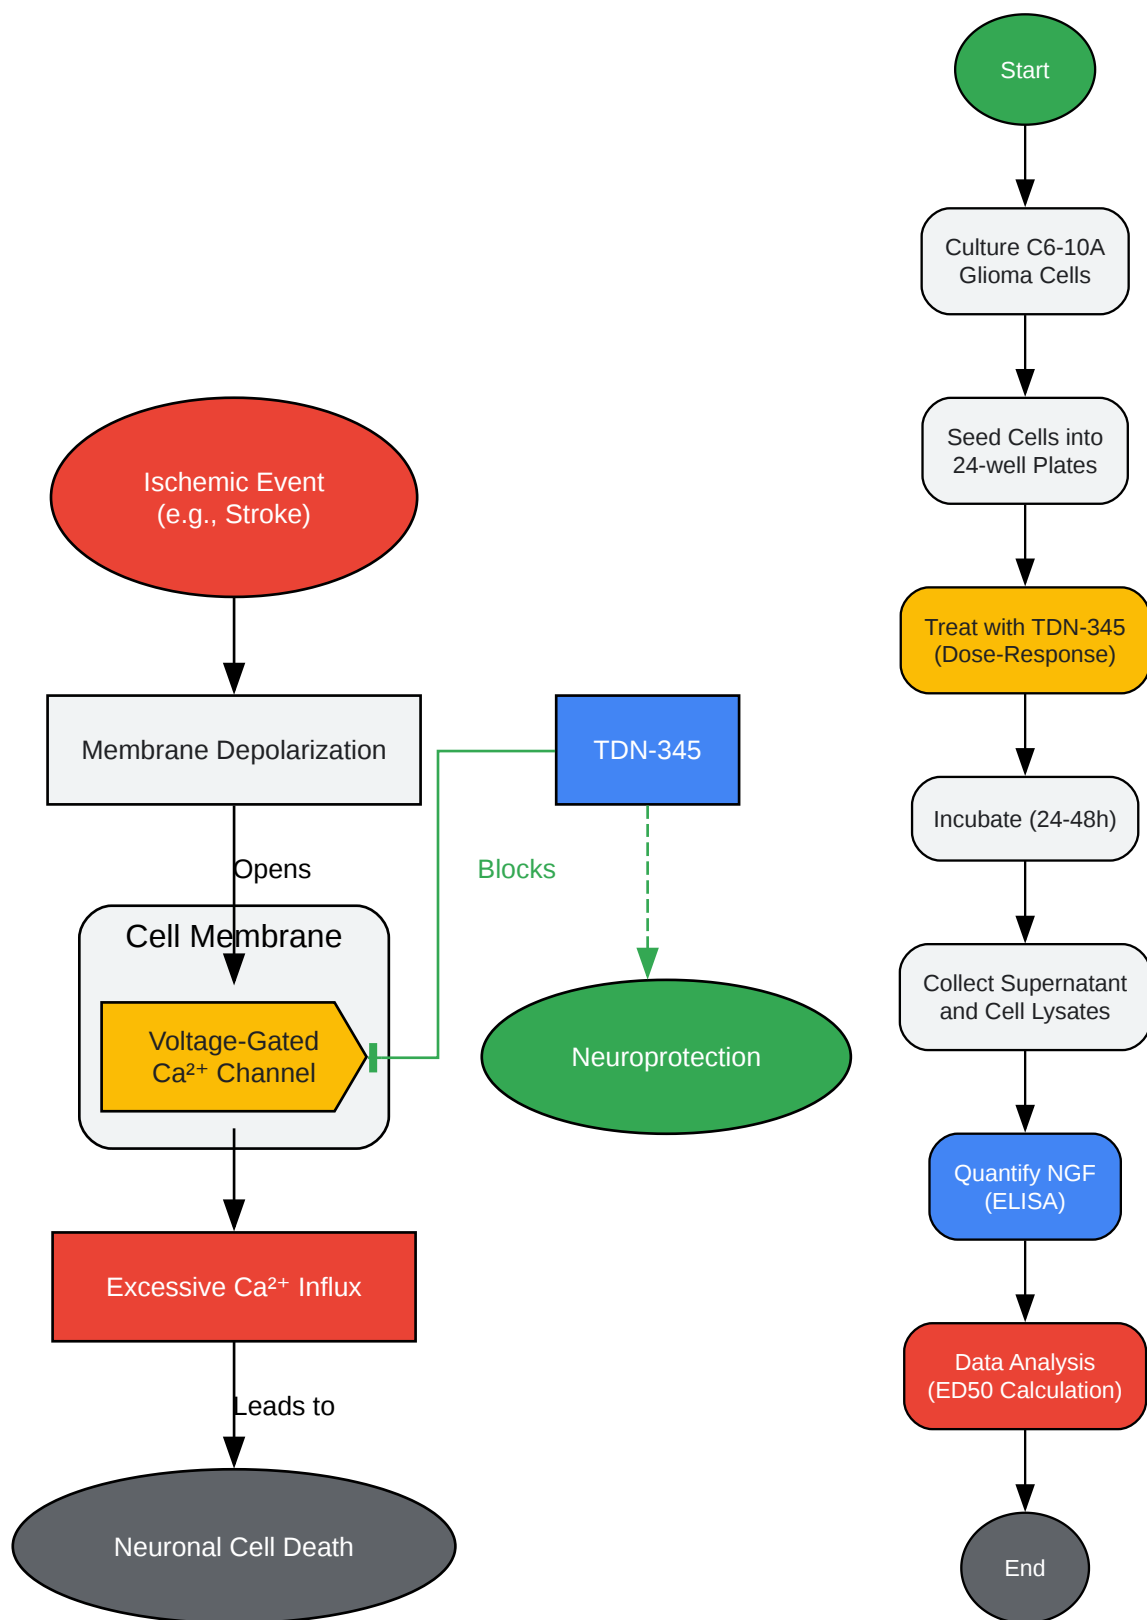 Ischemic Event
(e.g., Stroke)
Membrane Depolarization
TDN-345
Opens
Blocks
Cell Membrane
Voltage-Gated
Ca²⁺ Channel
Neuroprotection
Excessive Ca²⁺ Influx
Leads to
Neuronal Cell Death
Start
Culture C6-10A
Glioma Cells
Seed Cells into
24-well Plates
Treat with TDN-345
(Dose-Response)
Incubate (24-48h)
Collect Supernatant
and Cell Lysates
Quantify NGF
(ELISA)
Data Analysis
(ED50 Calculation)
End